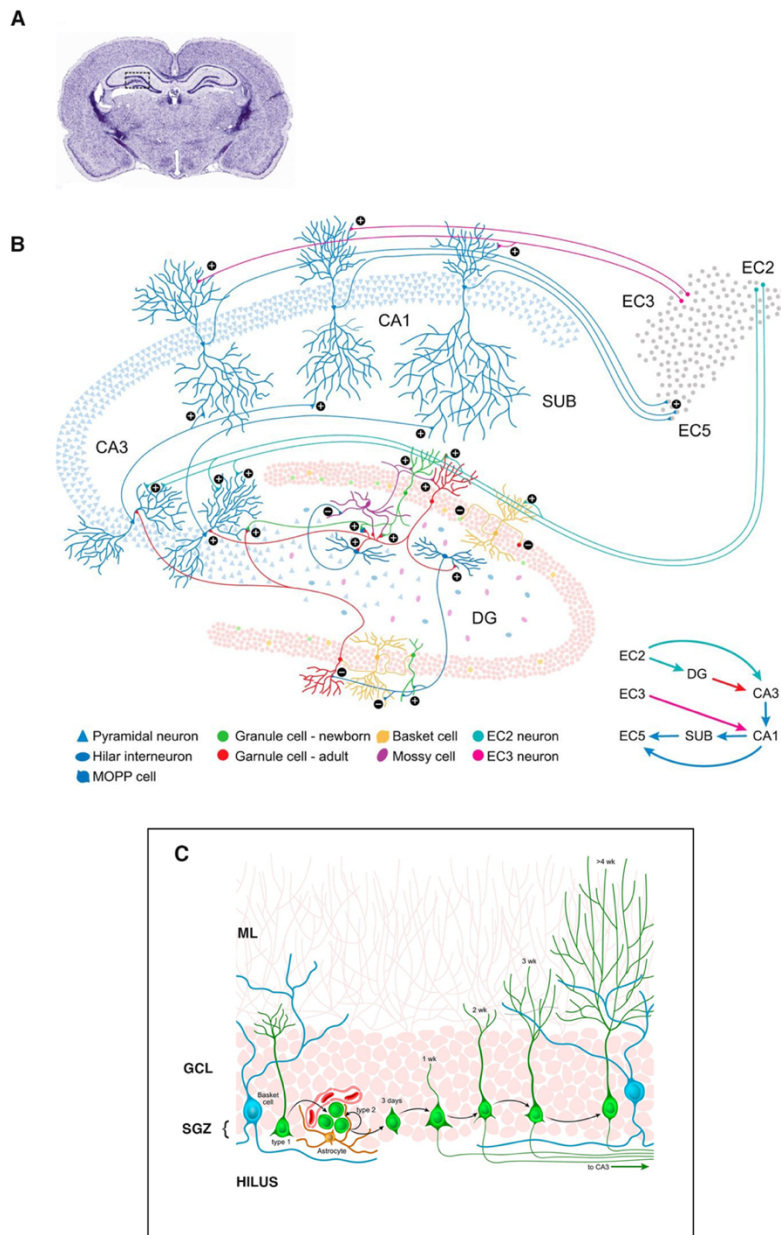 A
B
EC2
EC3
CA1
SUB
EC5
CA3
DG
EC2
DG
CA3
EC3
EC5
SUB
CA1
Pyramidal neuron
Granule cell - newborn
Basket cell
EC2 neuron
Hilar interneuron
Garnule cell - adult
Mossy cell
EC3 neuron
MOPP cell
C
>4 wk
ML
3 wk
2 wk
1 wk
GCL
Basket
cell
3 days
type 2
SGZ {
type 1
Astrocyte
to CA3
HILUS